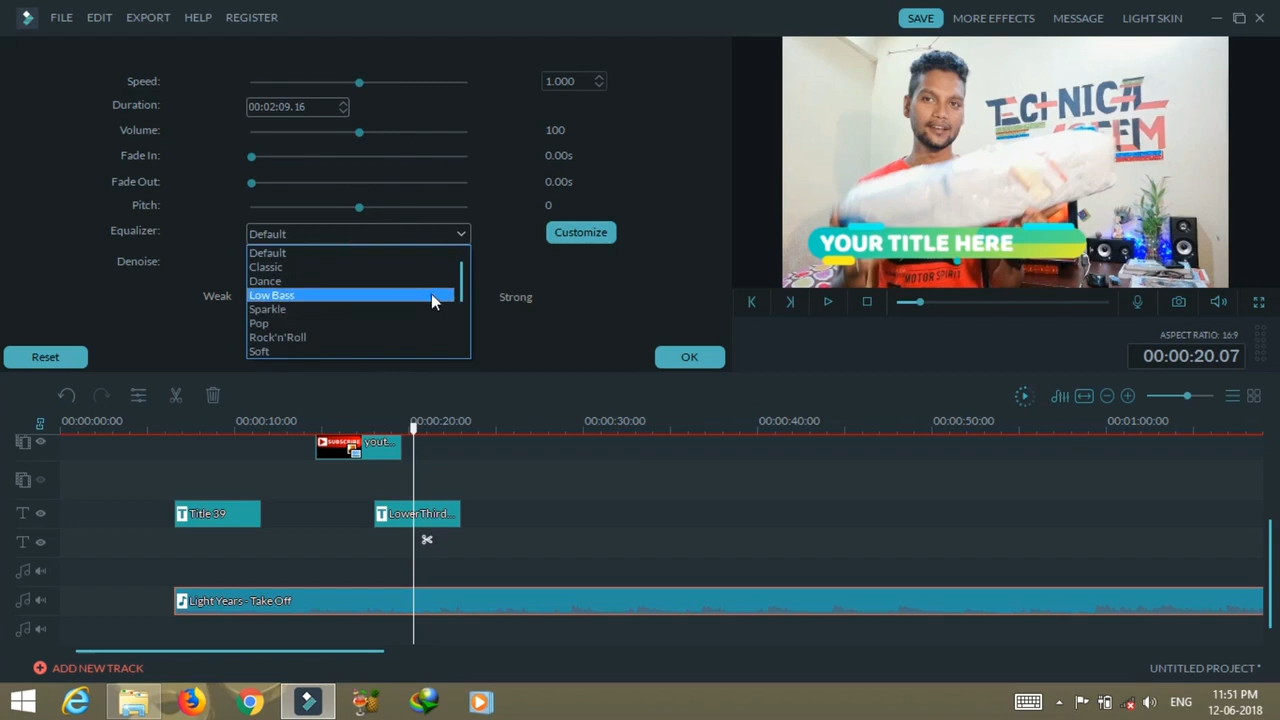 FILE EDIT EXPORT HELP REGISTER SAVE MORE EFFECTS MESSAGE LIGHT SKIN
Speed: 1.000
Duration: 00:02:09.16
Volume: 100
Fade In: 0.00s
Fade Out: 0.00s
Pitch: 0
Equalizer: Default Customize
Default
Classic
Denoise:
Dance
Weak Low Bass Strong
Sparkle
Pop
Rock'n'Roll
Soft
Reset OK
TECHNICA
SYSTEM
YOUR TITLE HERE
MOTOR SPIRIT
ASPECT RATIO: 16:9
00:00:20.07
00:00:00:00 00:00:10:00 00:00:20:00 00:00:30:00 00:00:40:00 00:00:50:00 00:01:00:00
SUBSCRIBE yout...
T Title 39 T LowerThird...
T
Light Years - Take Off
ADD NEW TRACK UNTITLED PROJECT *
ENG 11:51 PM
12-06-2018